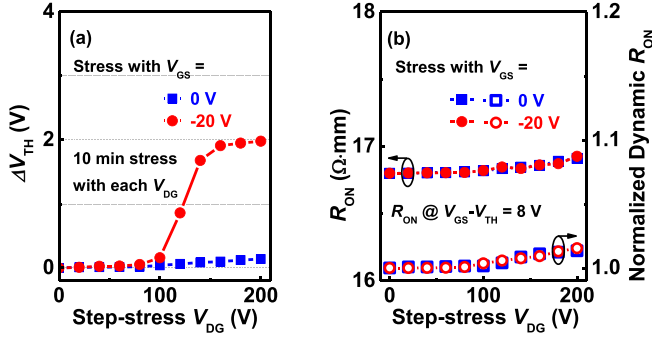 (a)
Stress with VGS =
0 V
-20 V
10 min stress
with each VDG
ΔVTH (V)
4
2
0
0 100 200
Step-stress VDG (V)
(b)
Stress with VGS =
0 V
-20 V
RON @ VGS-VTH = 8 V
RON (Ω·mm)
18
17
16
0 50 100 150 200
Step-stress VDG (V)
1.2
1.1
1.0
Normalized Dynamic RON